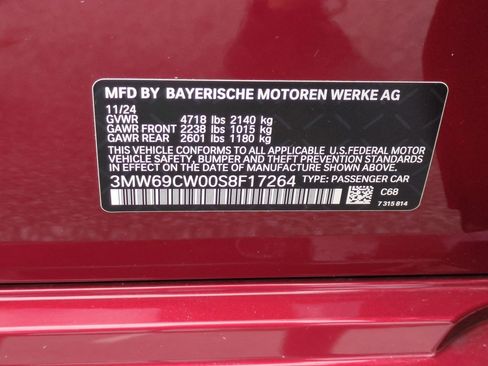 MFD BY BAYERISCHE MOTOREN WERKE AG
11/24
GVWR 4718 lbs 2140 kg
GAWR FRONT 2238 lbs 1015 kg
GAWR REAR 2601 lbs 1180 kg
THIS VEHICLE CONFORMS TO ALL APPLICABLE U.S.FEDERAL MOTOR
VEHICLE SAFETY, BUMPER AND THEFT PREVENTION STANDARDS
IN EFFECT ON THE DATE OF MANUFACTURE SHOWN ABOVE.
3MW69CW00S8F17264 TYPE: PASSENGER CAR
C68
7 315 814